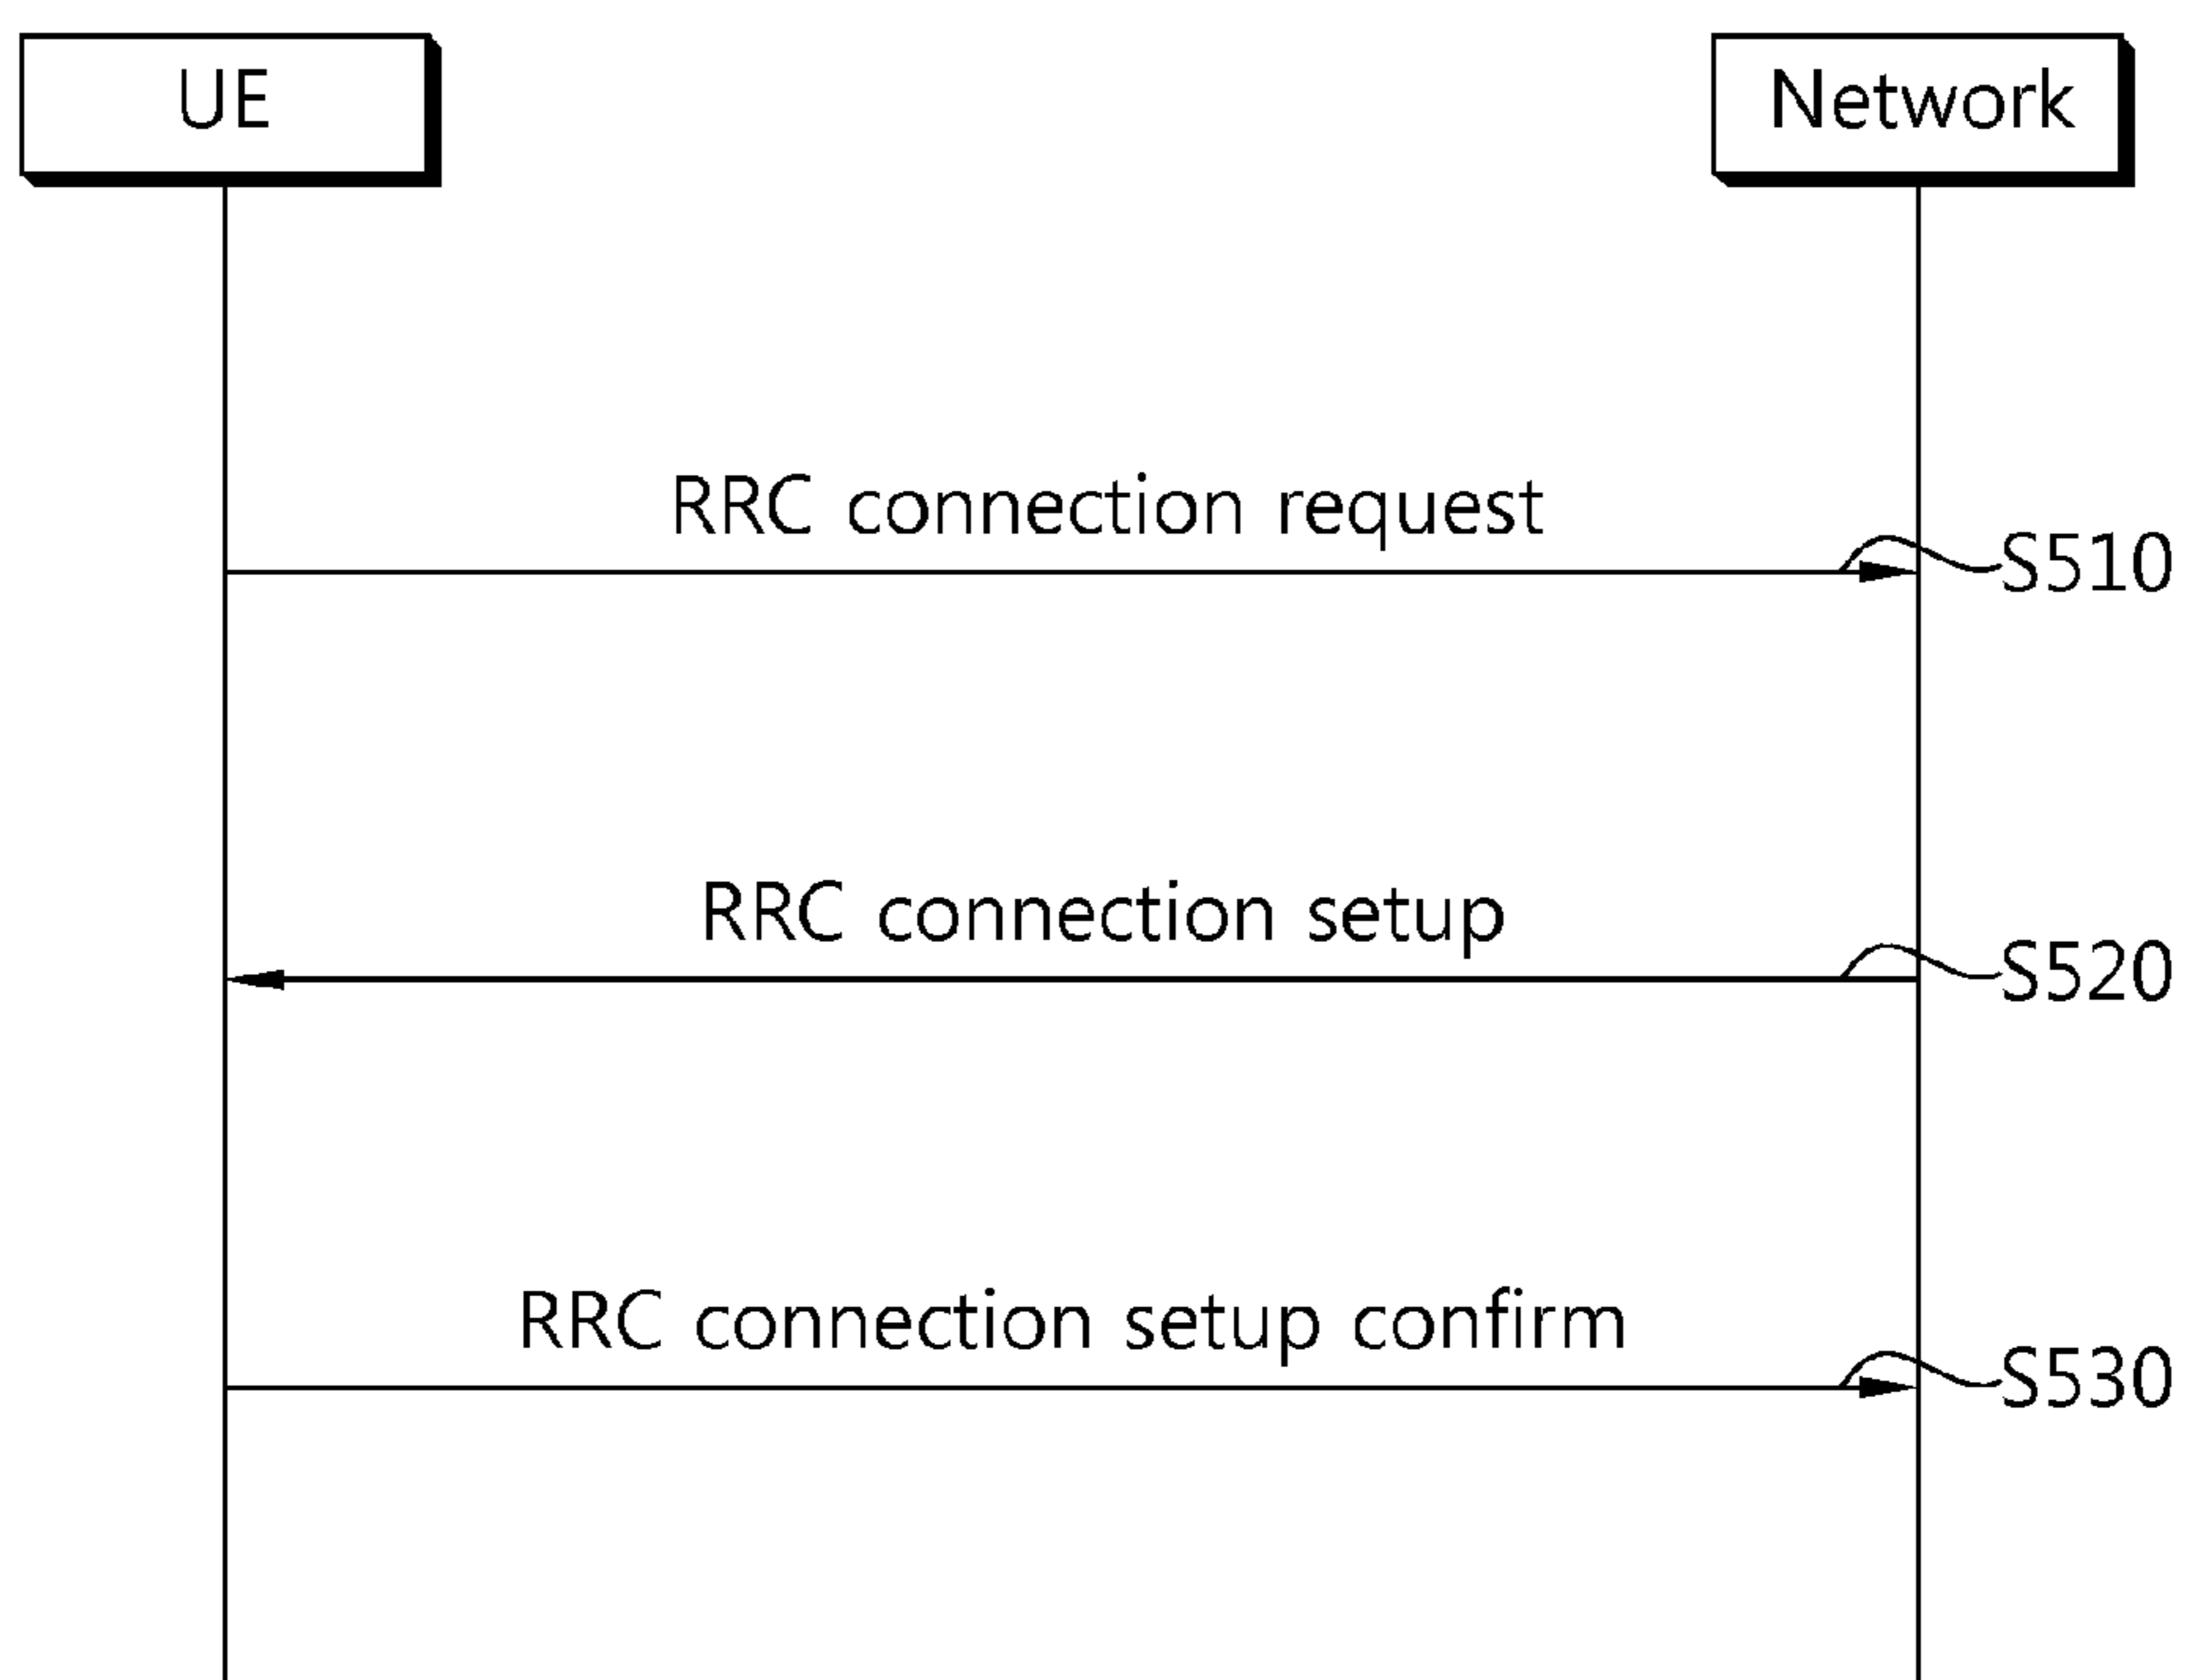 UE
Network
RRC connection request
S510
RRC connection setup
S520
RRC connection setup confirm
S530